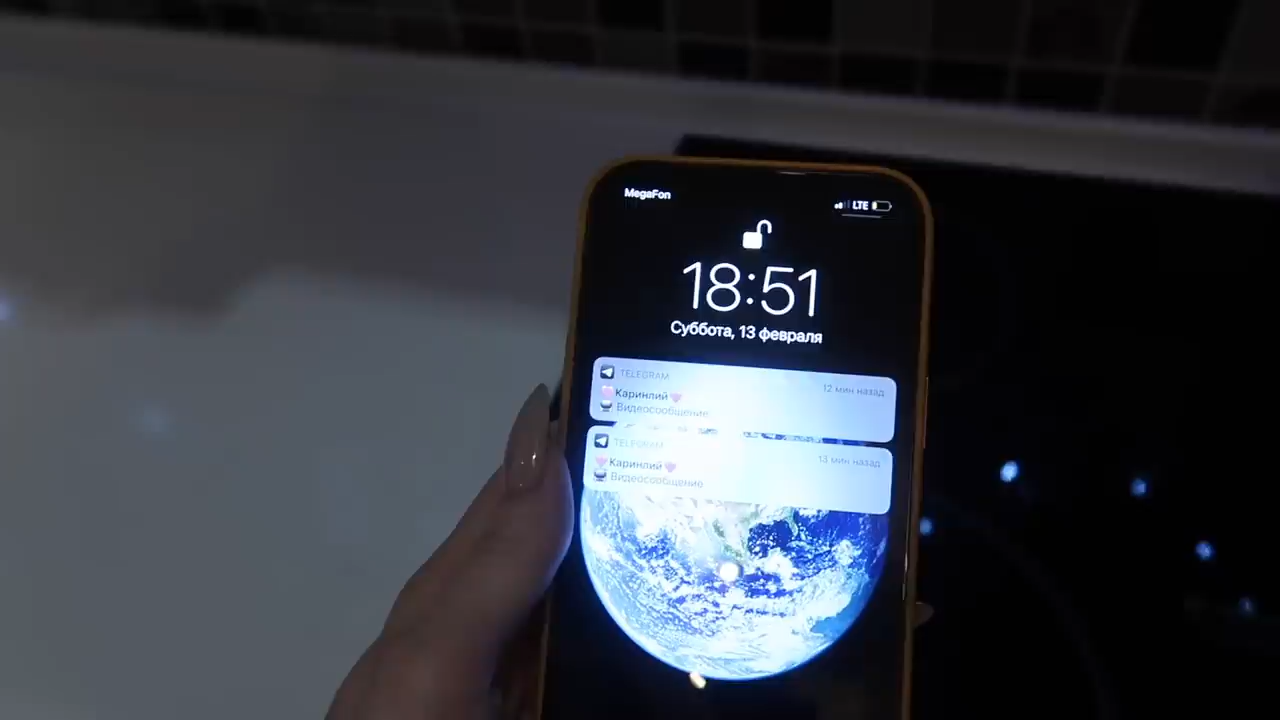 MegaFon
LTE
18:51
Суббота, 13 февраля
TELEGRAM
12 мин назад
Каринлий
Видеосообщение
TELEGRAM
13 мин назад
Каринлий
Видеосообщение